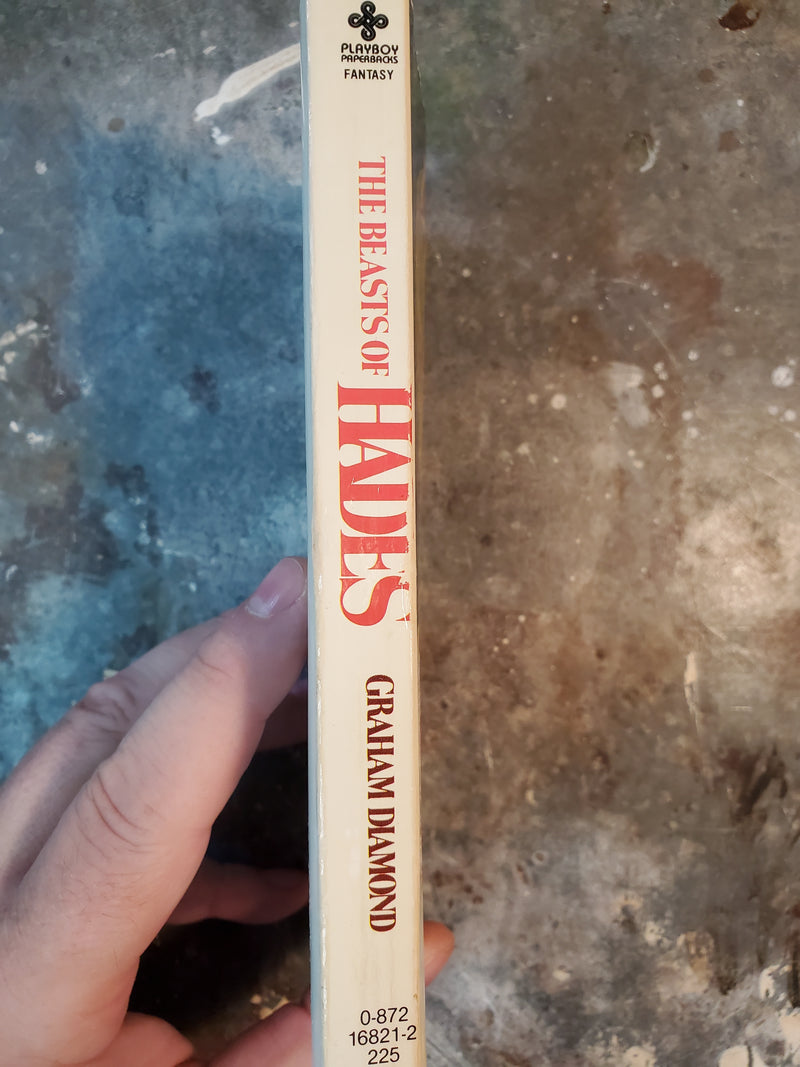 PLAYBOY
PAPERBACKS
FANTASY
THE BEASTS OF
HADES
GRAHAM DIAMOND
0-872
16821-2
225